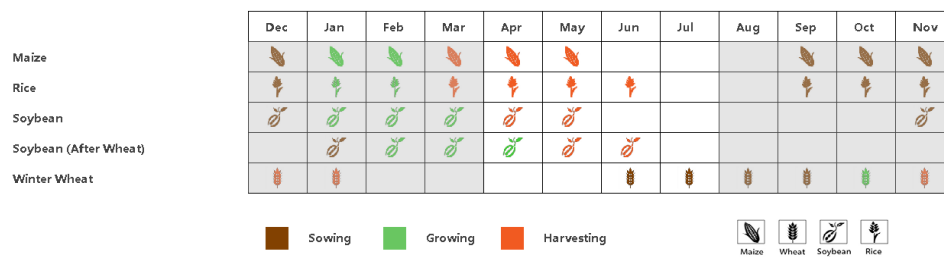 Dec Jan Feb Mar Apr May Jun Jul Aug Sep Oct Nov
Maize
Rice
Soybean
Soybean (After Wheat)
Winter Wheat
Sowing Growing Harvesting
Maize Wheat Soybean Rice